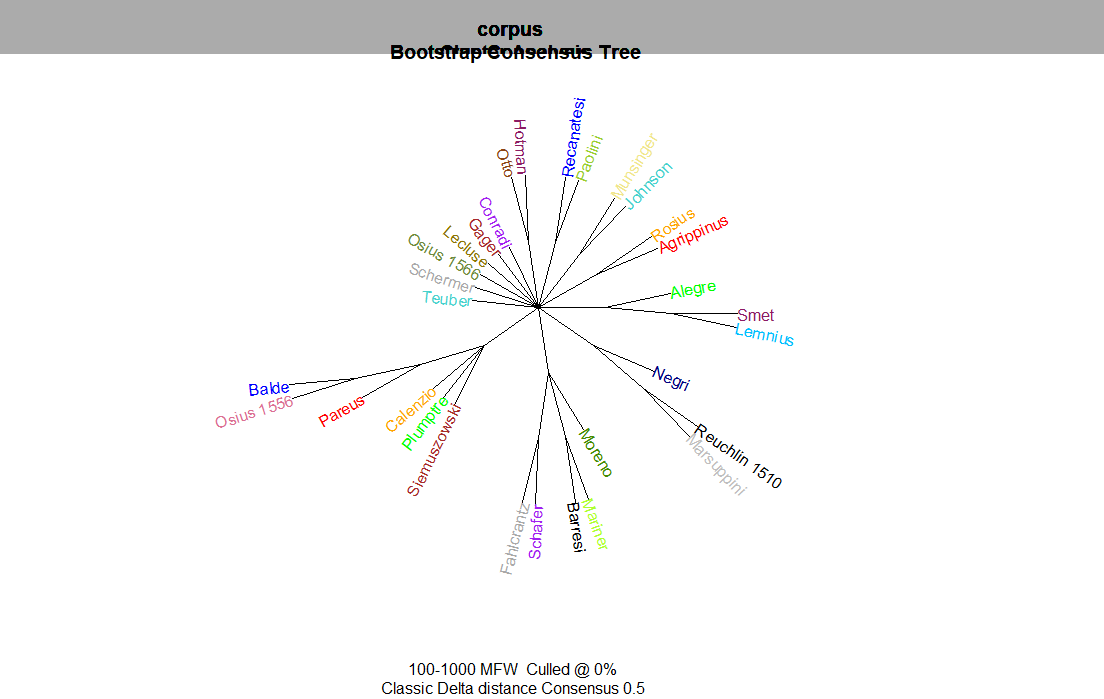 corpus
Bootstrap Consensus Tree
Hotman
Otto
Recanatesi
Paolini
Munsinger
Johnson
Rosius
Agrippinus
Conradi
Gager
Lecluse
Osius 1566
Schermer
Teuber
Alegre
Smet
Lemnius
Negri
Reuchlin 1510
Marsuppini
Balde
Osius 1556
Pareus
Calenzio
Plumptre
Siemuszowski
Moreno
Mariner
Barresi
Schafer
Fahlcrantz
100-1000 MFW Culled @ 0%
Classic Delta distance Consensus 0.5